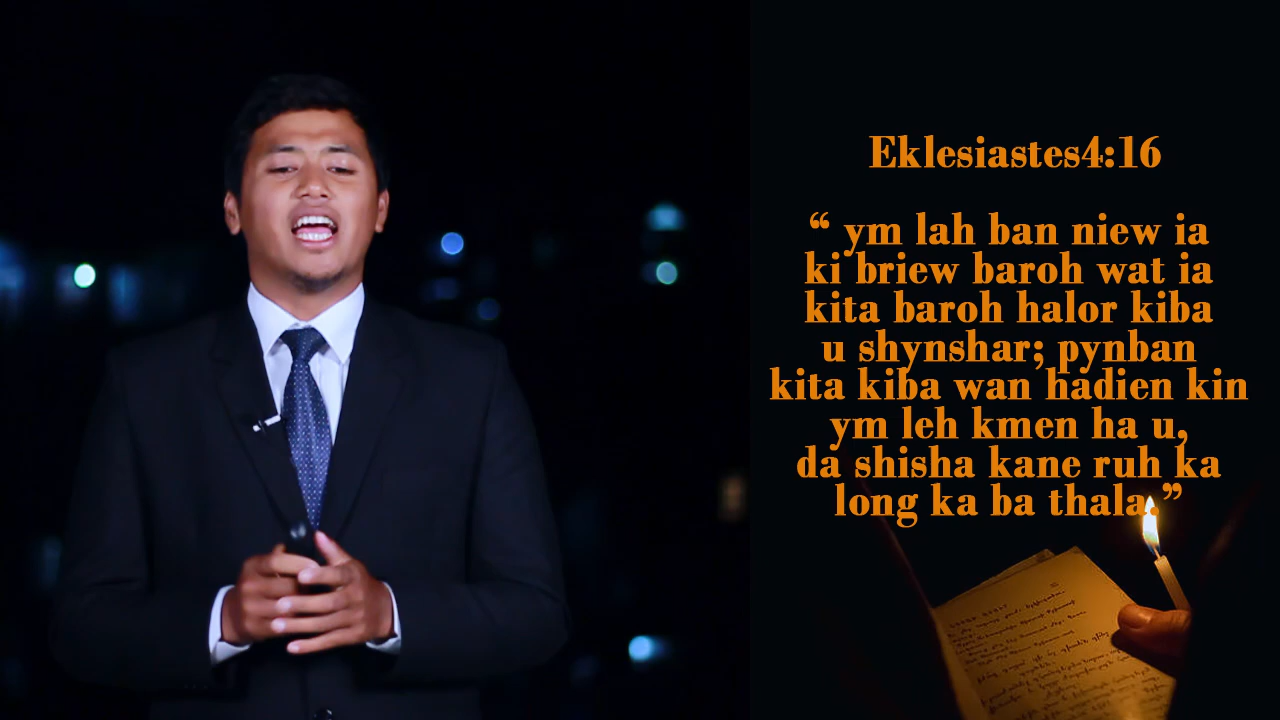 Eklesiastes4:16
“ ym lah ban niew ia
ki briew baroh wat ia
kita baroh halor kiba
u shynshar; pynban
kita kiba wan hadien kin
ym leh kmen ha u,
da shisha kane ruh ka
long ka ba thala.”